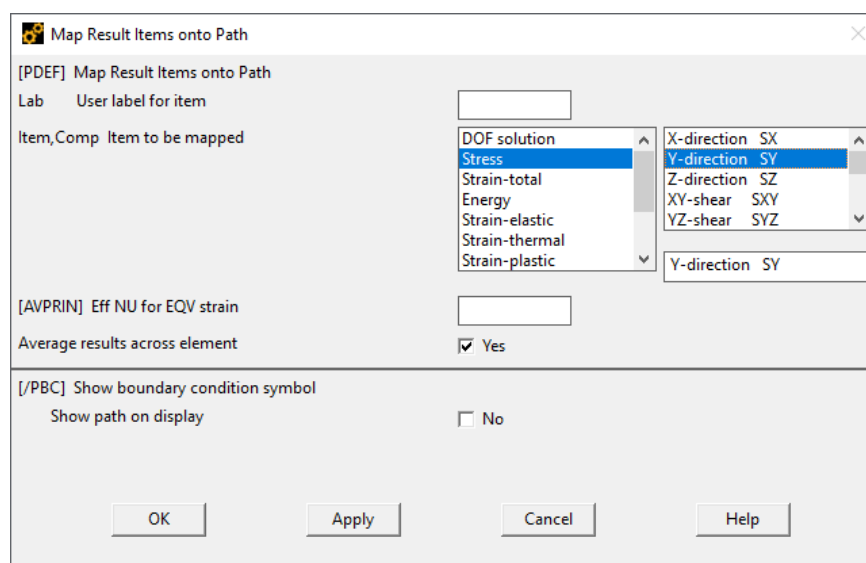 Map Result Items onto Path
[PDEF] Map Result Items onto Path
Lab User label for item
Item,Comp Item to be mapped
DOF solution
Stress
Strain-total
Energy
Strain-elastic
Strain-thermal
Strain-plastic
X-direction SX
Y-direction SY
Z-direction SZ
XY-shear SXY
YZ-shear SYZ
Y-direction SY
[AVPRIN] Eff NU for EQV strain
Average results across element Yes
[/PBC] Show boundary condition symbol
Show path on display No
OK Apply Cancel Help